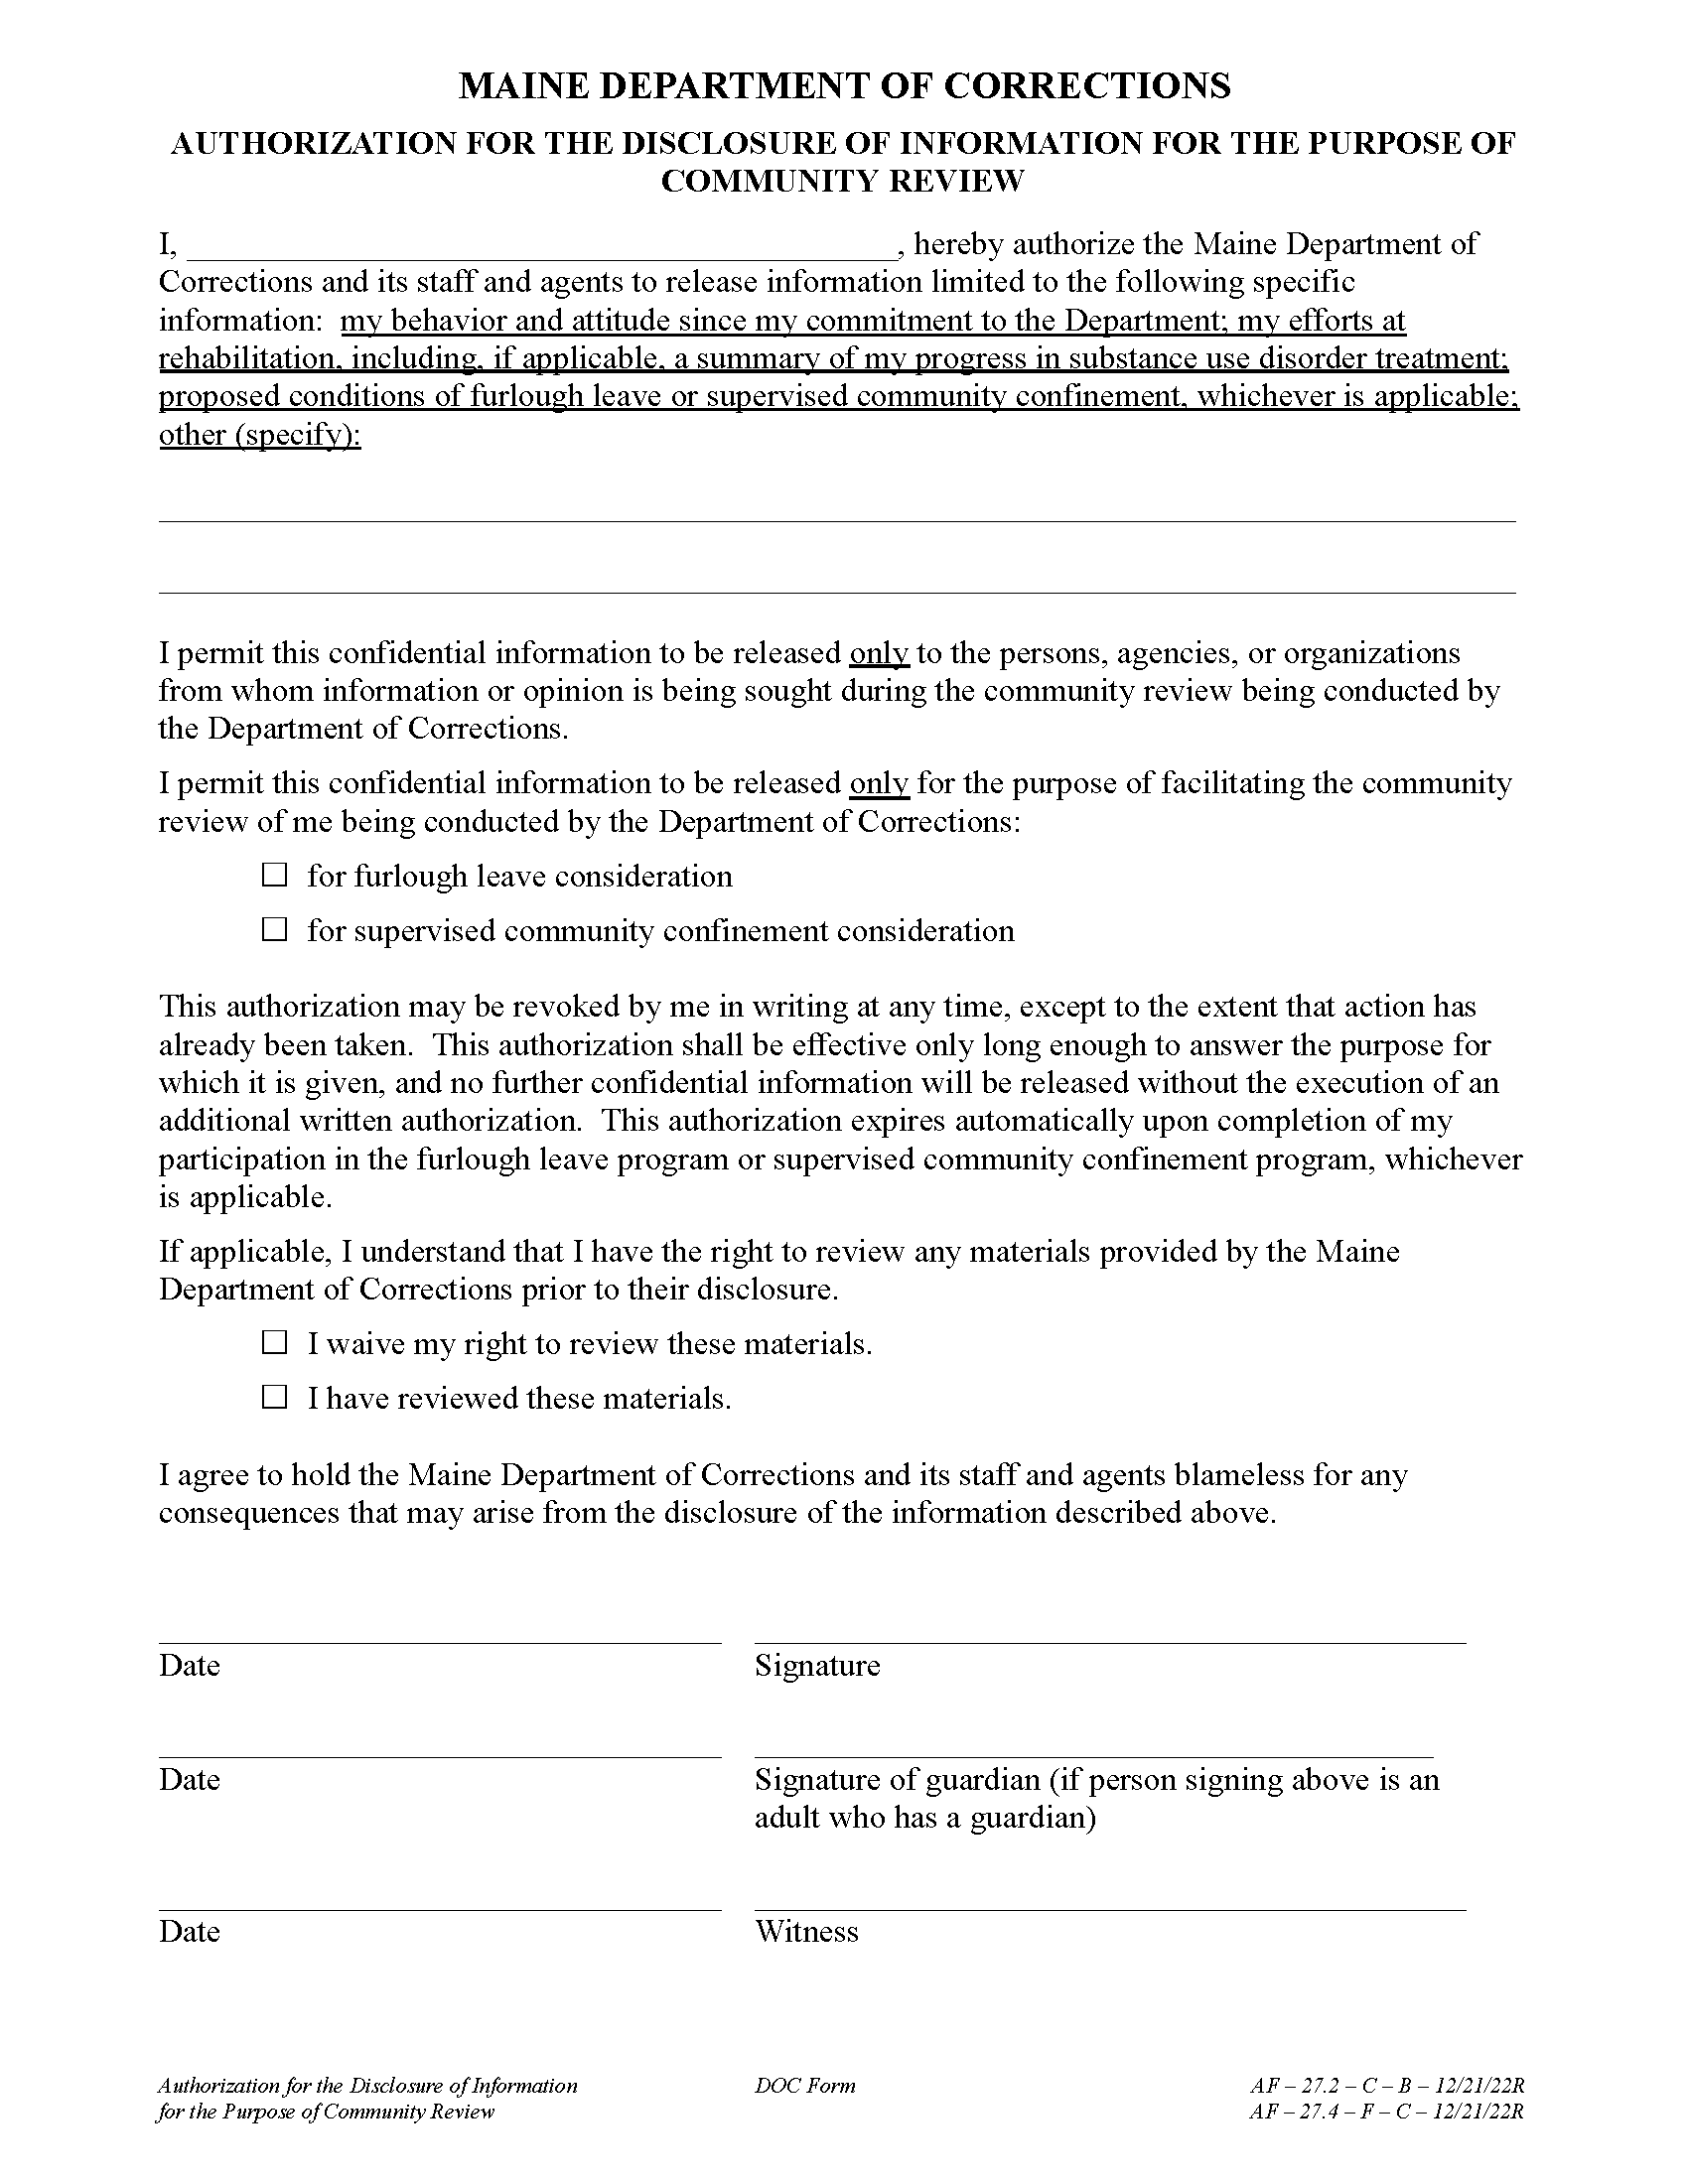 MAINE DEPARTMENT OF CORRECTIONS
AUTHORIZATION FOR THE DISCLOSURE OF INFORMATION FOR THE PURPOSE OF
COMMUNITY REVIEW
I, ____________________________________________, hereby authorize the Maine Department of
Corrections and its staff and agents to release information limited to the following specific
information:  my behavior and attitude since my commitment to the Department; my efforts at
rehabilitation, including, if applicable, a summary of my progress in substance use disorder treatment;
proposed conditions of furlough leave or supervised community confinement, whichever is applicable;
other (specify):
I permit this confidential information to be released only to the persons, agencies, or organizations
from whom information or opinion is being sought during the community review being conducted by
the Department of Corrections.
I permit this confidential information to be released only for the purpose of facilitating the community
review of me being conducted by the Department of Corrections:
☐ for furlough leave consideration
☐ for supervised community confinement consideration
This authorization may be revoked by me in writing at any time, except to the extent that action has
already been taken.  This authorization shall be effective only long enough to answer the purpose for
which it is given, and no further confidential information will be released without the execution of an
additional written authorization.  This authorization expires automatically upon completion of my
participation in the furlough leave program or supervised community confinement program, whichever
is applicable.
If applicable, I understand that I have the right to review any materials provided by the Maine
Department of Corrections prior to their disclosure.
☐ I waive my right to review these materials.
☐ I have reviewed these materials.
I agree to hold the Maine Department of Corrections and its staff and agents blameless for any
consequences that may arise from the disclosure of the information described above.
Date Signature
Date Signature of guardian (if person signing above is an
adult who has a guardian)
Date Witness
Authorization for the Disclosure of Information DOC Form AF – 27.2 – C – B – 12/21/22R
for the Purpose of Community Review AF – 27.4 – F – C – 12/21/22R